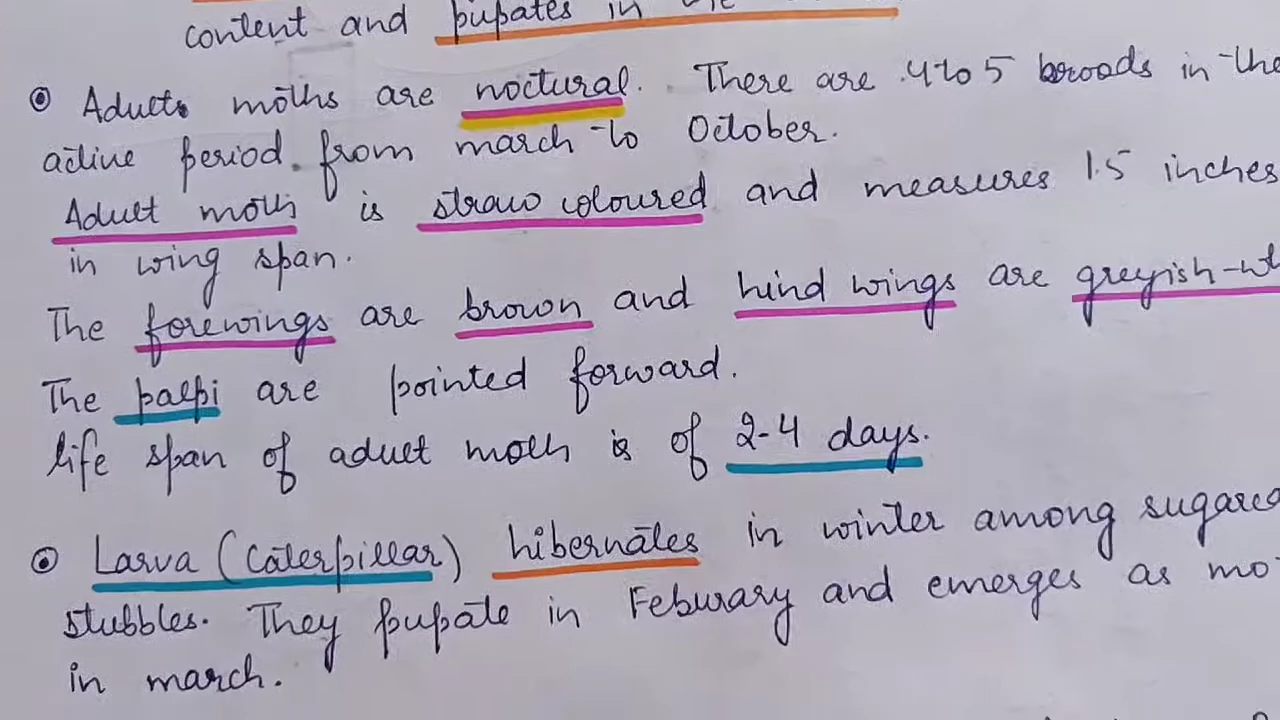 content and pupates in
⦿ Adults moths are noctural. There are 4 to 5 broods in the
active period from march to October.
Adult moth is straw coloured and measures 1.5 inches
in wing span.
The forewings are brown and hind wings are greyish-
The palpi are pointed forward.
life span of adult moth is of 2-4 days.
⦿ Larva (Caterpillar) hibernates in winter among
stubbles. They pupate in Feburary and emerges as
in march.